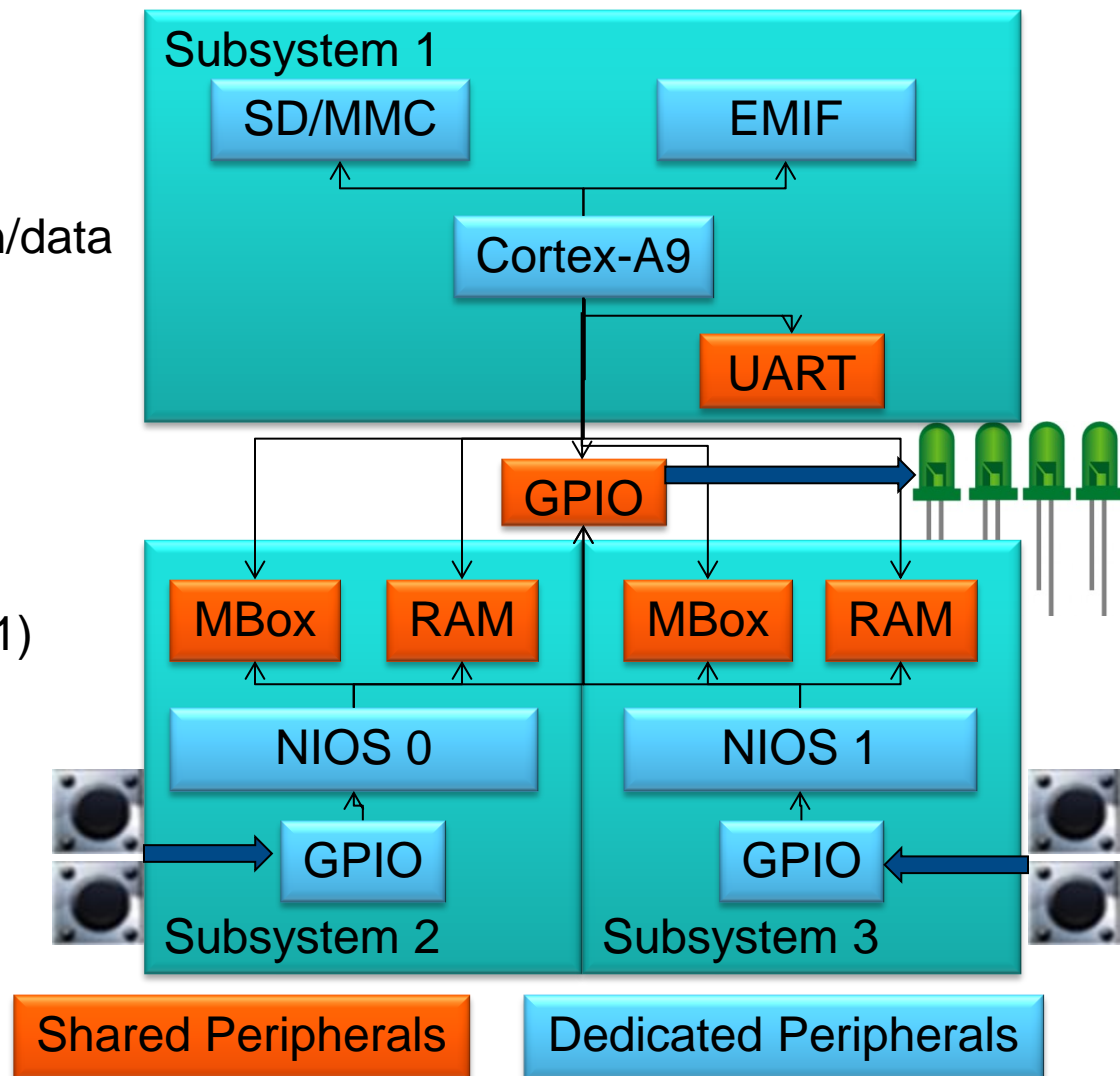 Subsystem 1
SD/MMC
EMIF
n/data
Cortex-A9
UART
GPIO
MBox
RAM
MBox
RAM
1)
NIOS 0
NIOS 1
GPIO
GPIO
Subsystem 2
Subsystem 3
Shared Peripherals
Dedicated Peripherals